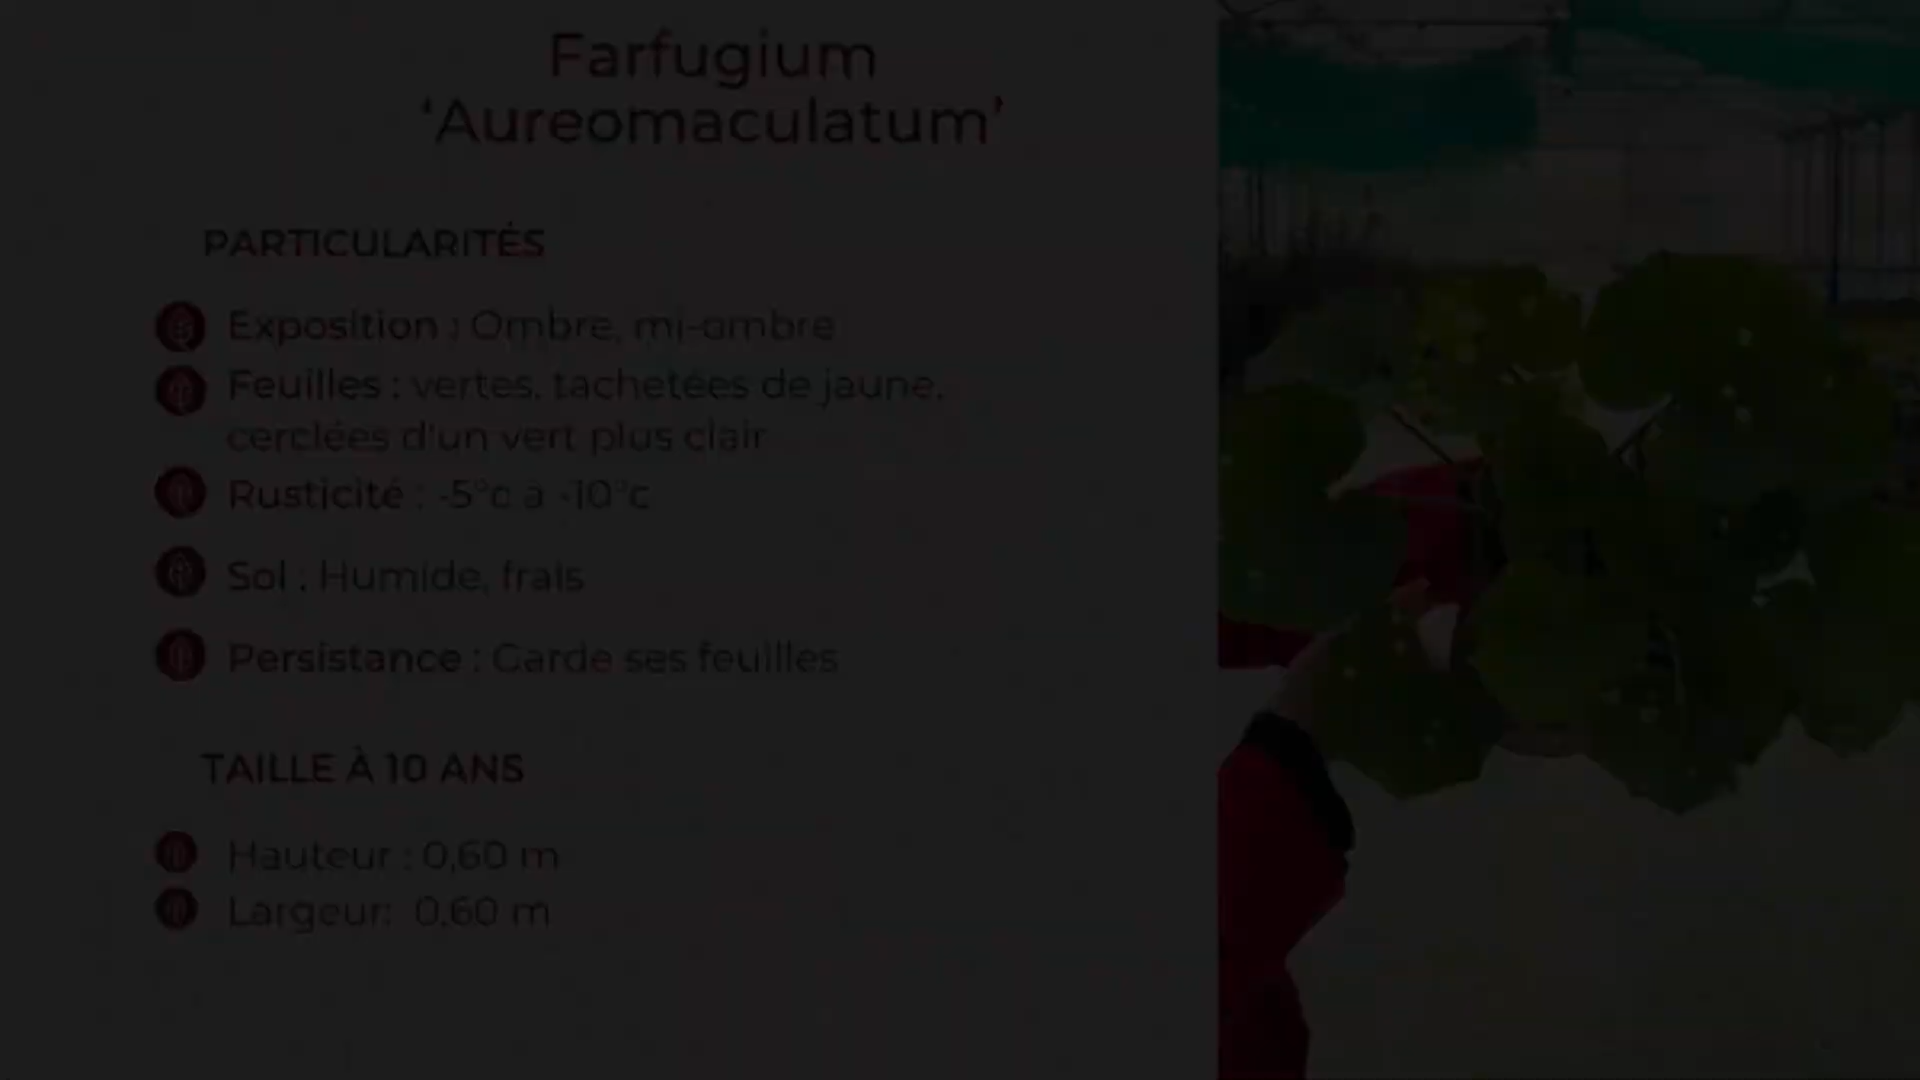 Farfugium
‘Aureomaculatum’
PARTICULARITÉS
Exposition : Ombre, mi-ombre
Feuilles : vertes, tachetées de jaune,
cerclées d'un vert plus clair
Rusticité : -5°c à -10°c
Sol : Humide, frais
Persistance : Garde ses feuilles
TAILLE À 10 ANS
Hauteur : 0,60 m
Largeur: 0,60 m